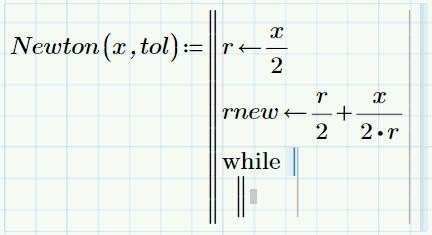 Newton(x,tol):= r ← x/2
rnew ← r/2 + x/(2•r)
while